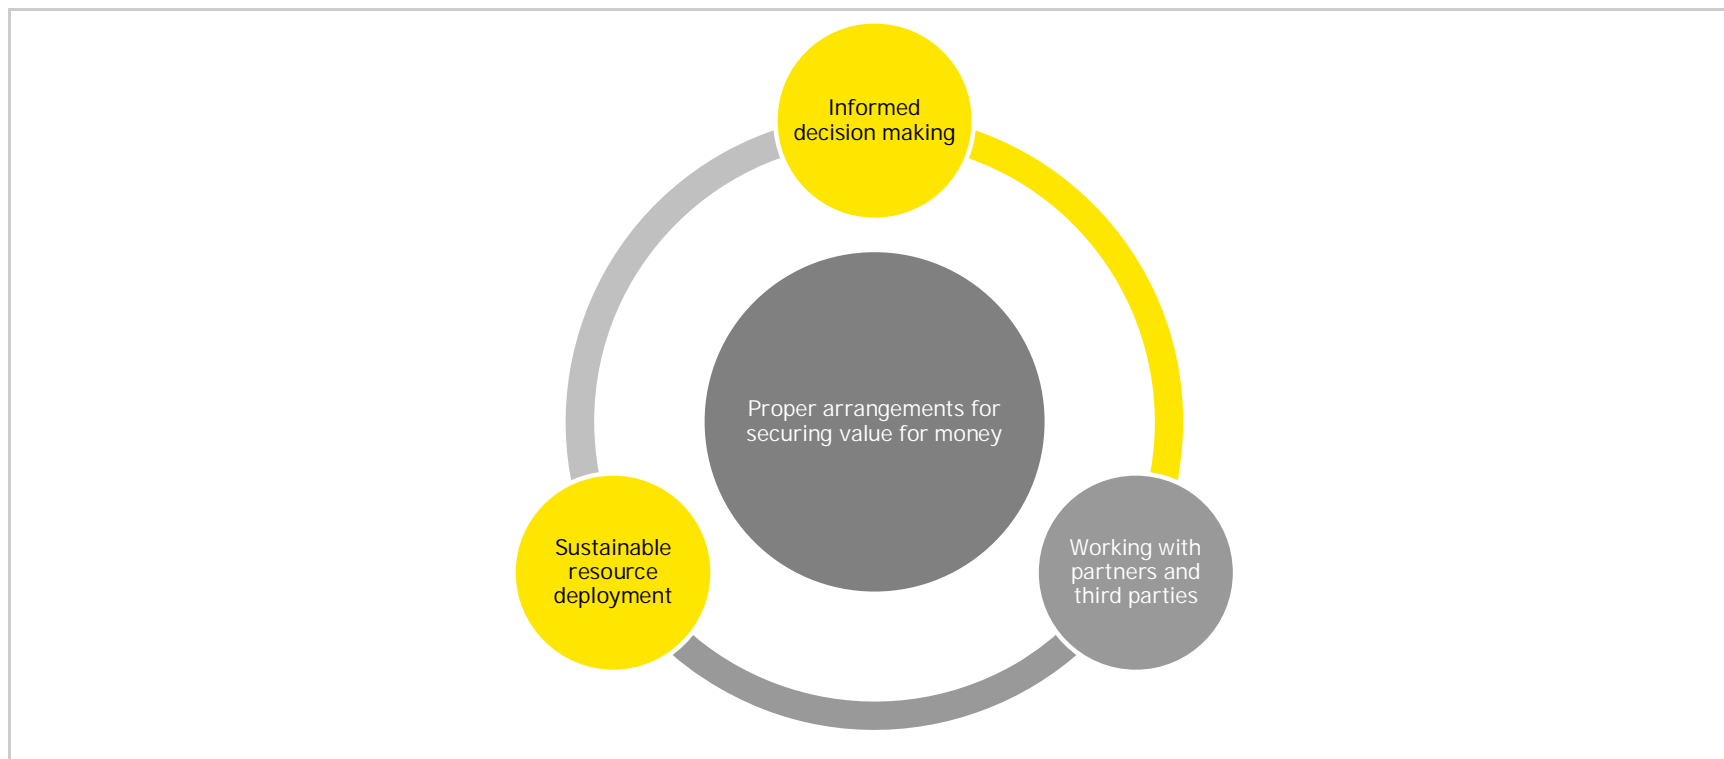 Informed
decision making
Proper arrangements for
securing value for money
Sustainable
resource
deployment
Working with
partners and
third parties